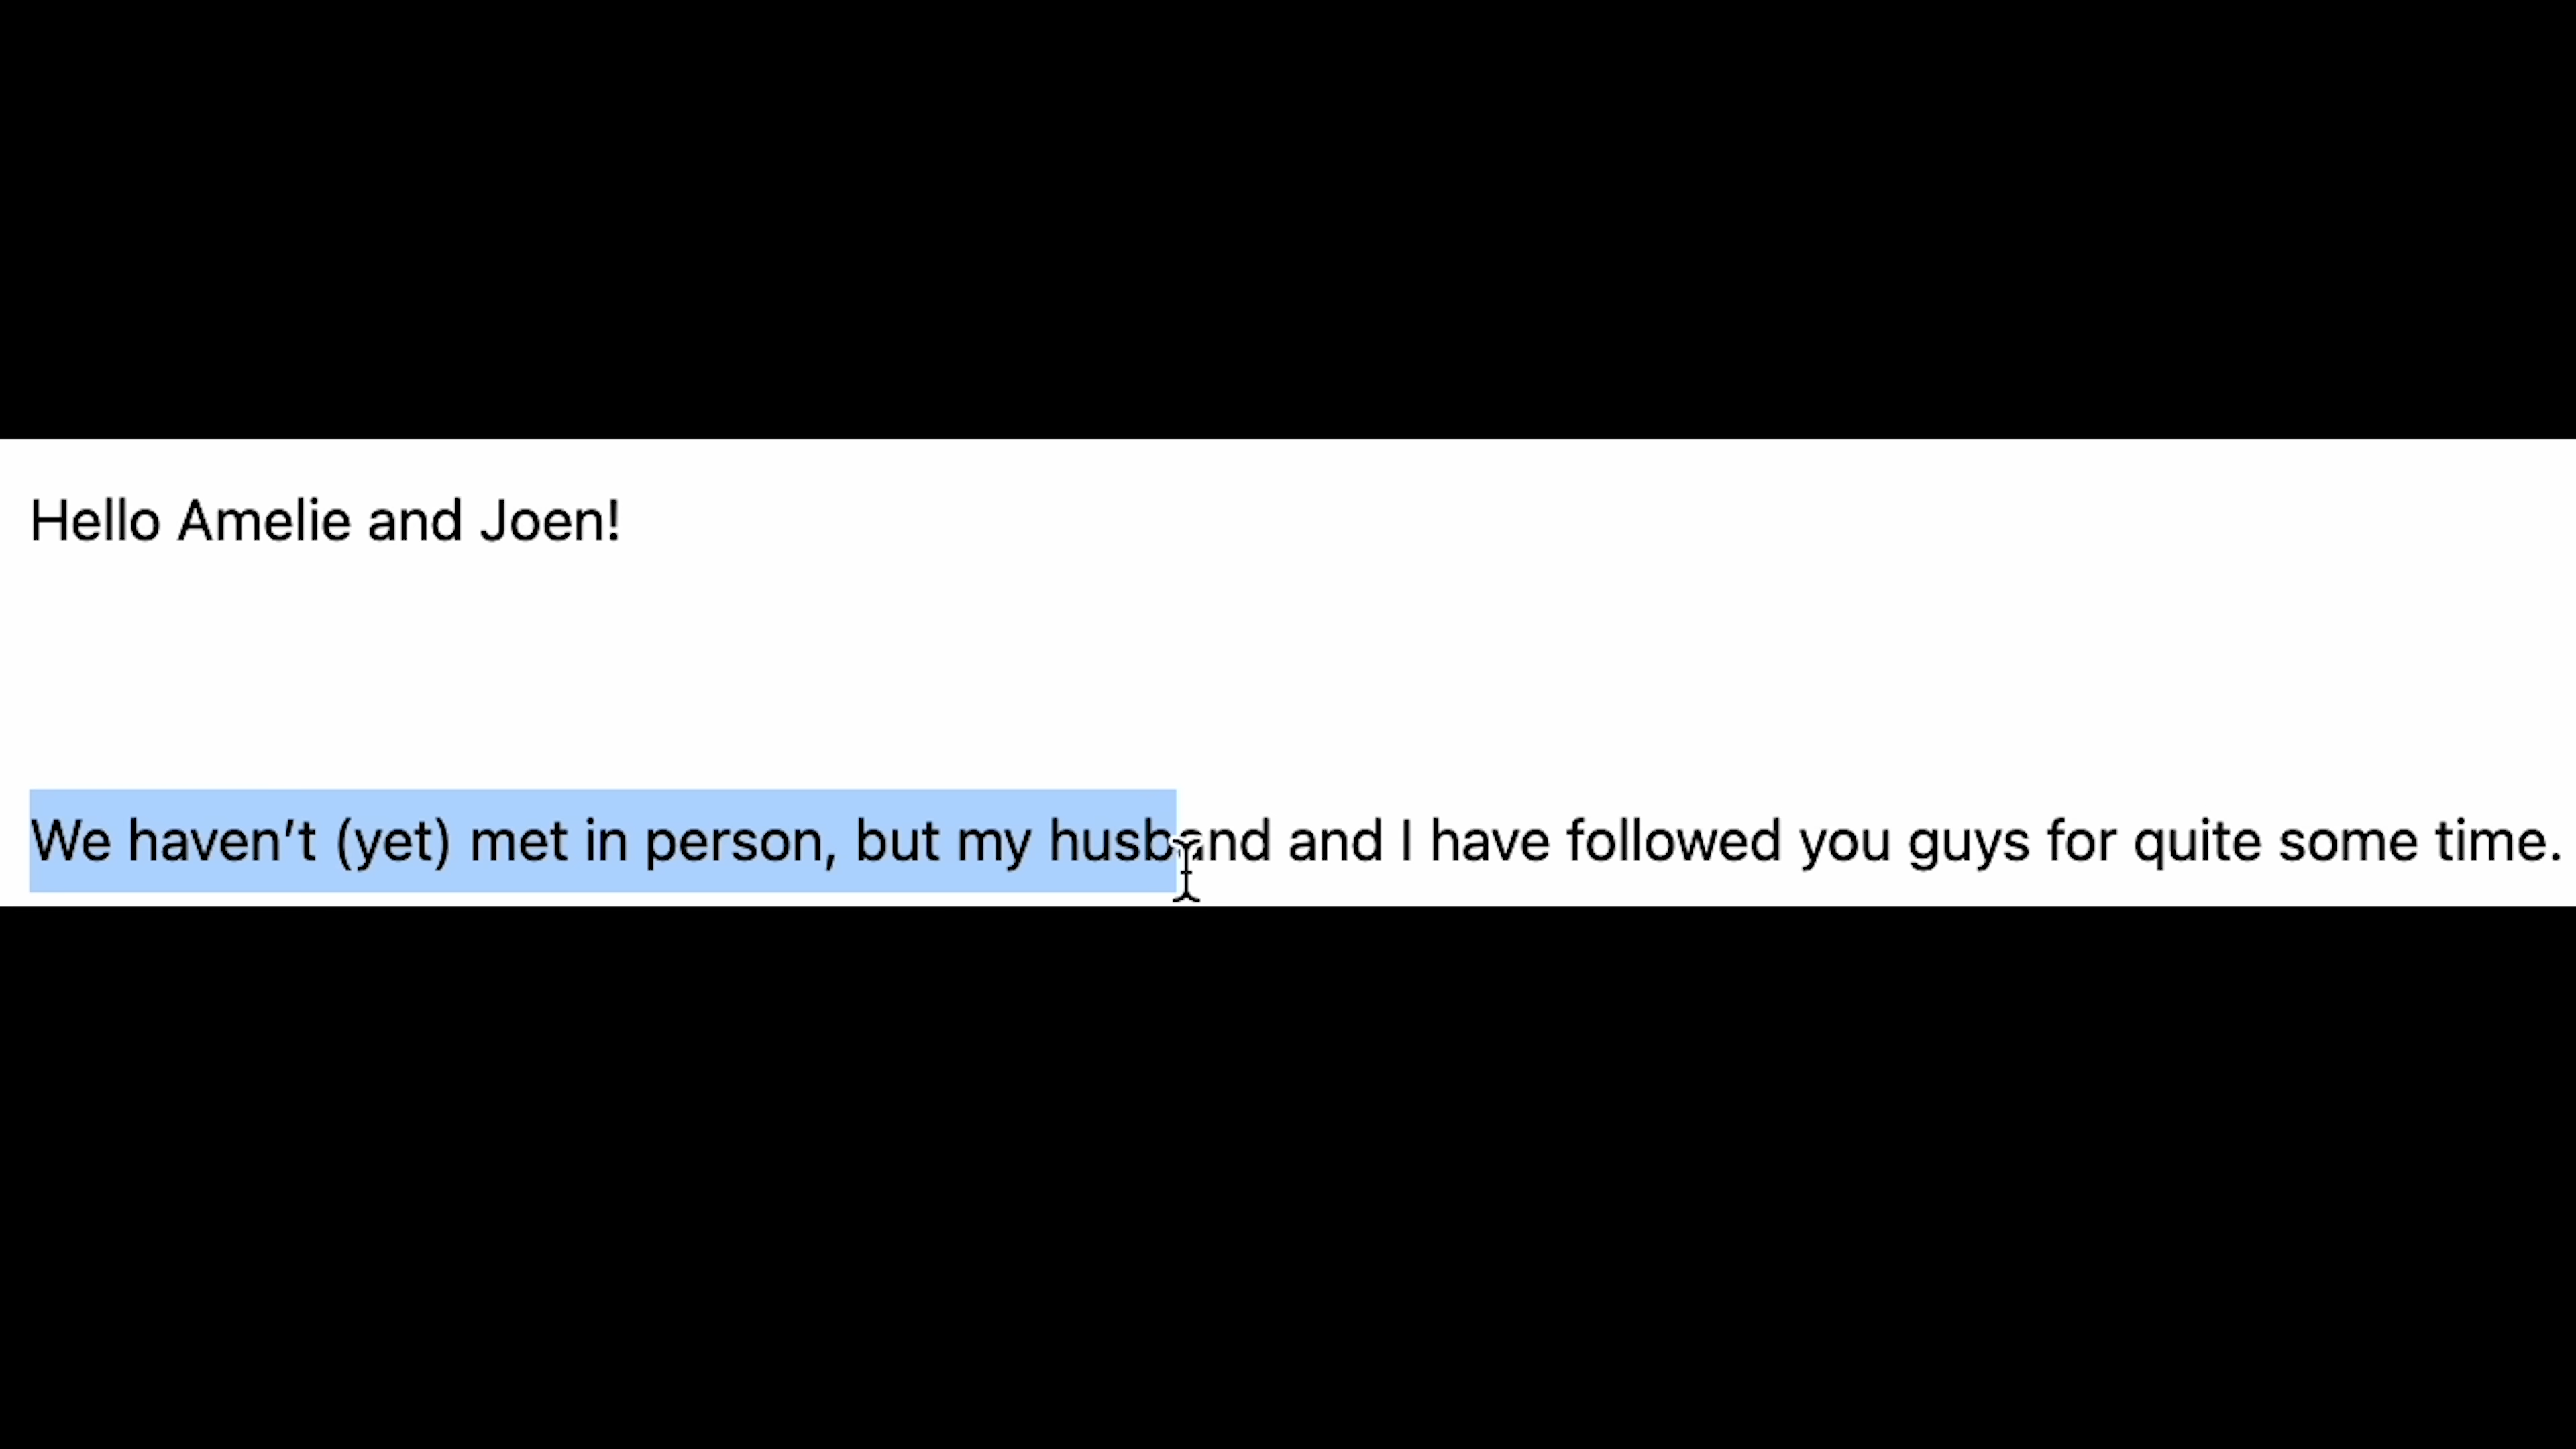 Hello Amelie and Joen!
We haven’t (yet) met in person, but my husband and I have followed you guys for quite some time.